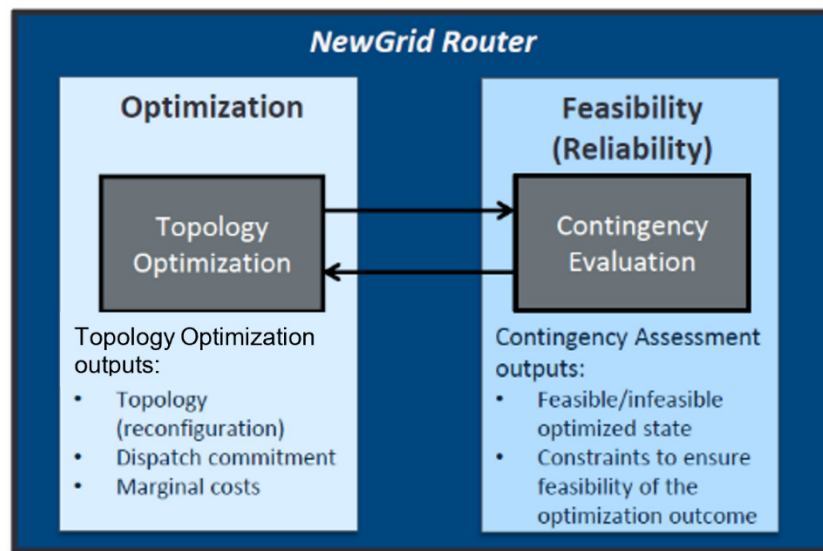 NewGrid Router
Optimization
Topology
Optimization
Topology Optimization
outputs:
• Topology
(reconfiguration)
• Dispatch commitment
• Marginal costs
Feasibility
(Reliability)
Contingency
Evaluation
Contingency Assessment
outputs:
• Feasible/infeasible
optimized state
• Constraints to ensure
feasibility of the
optimization outcome